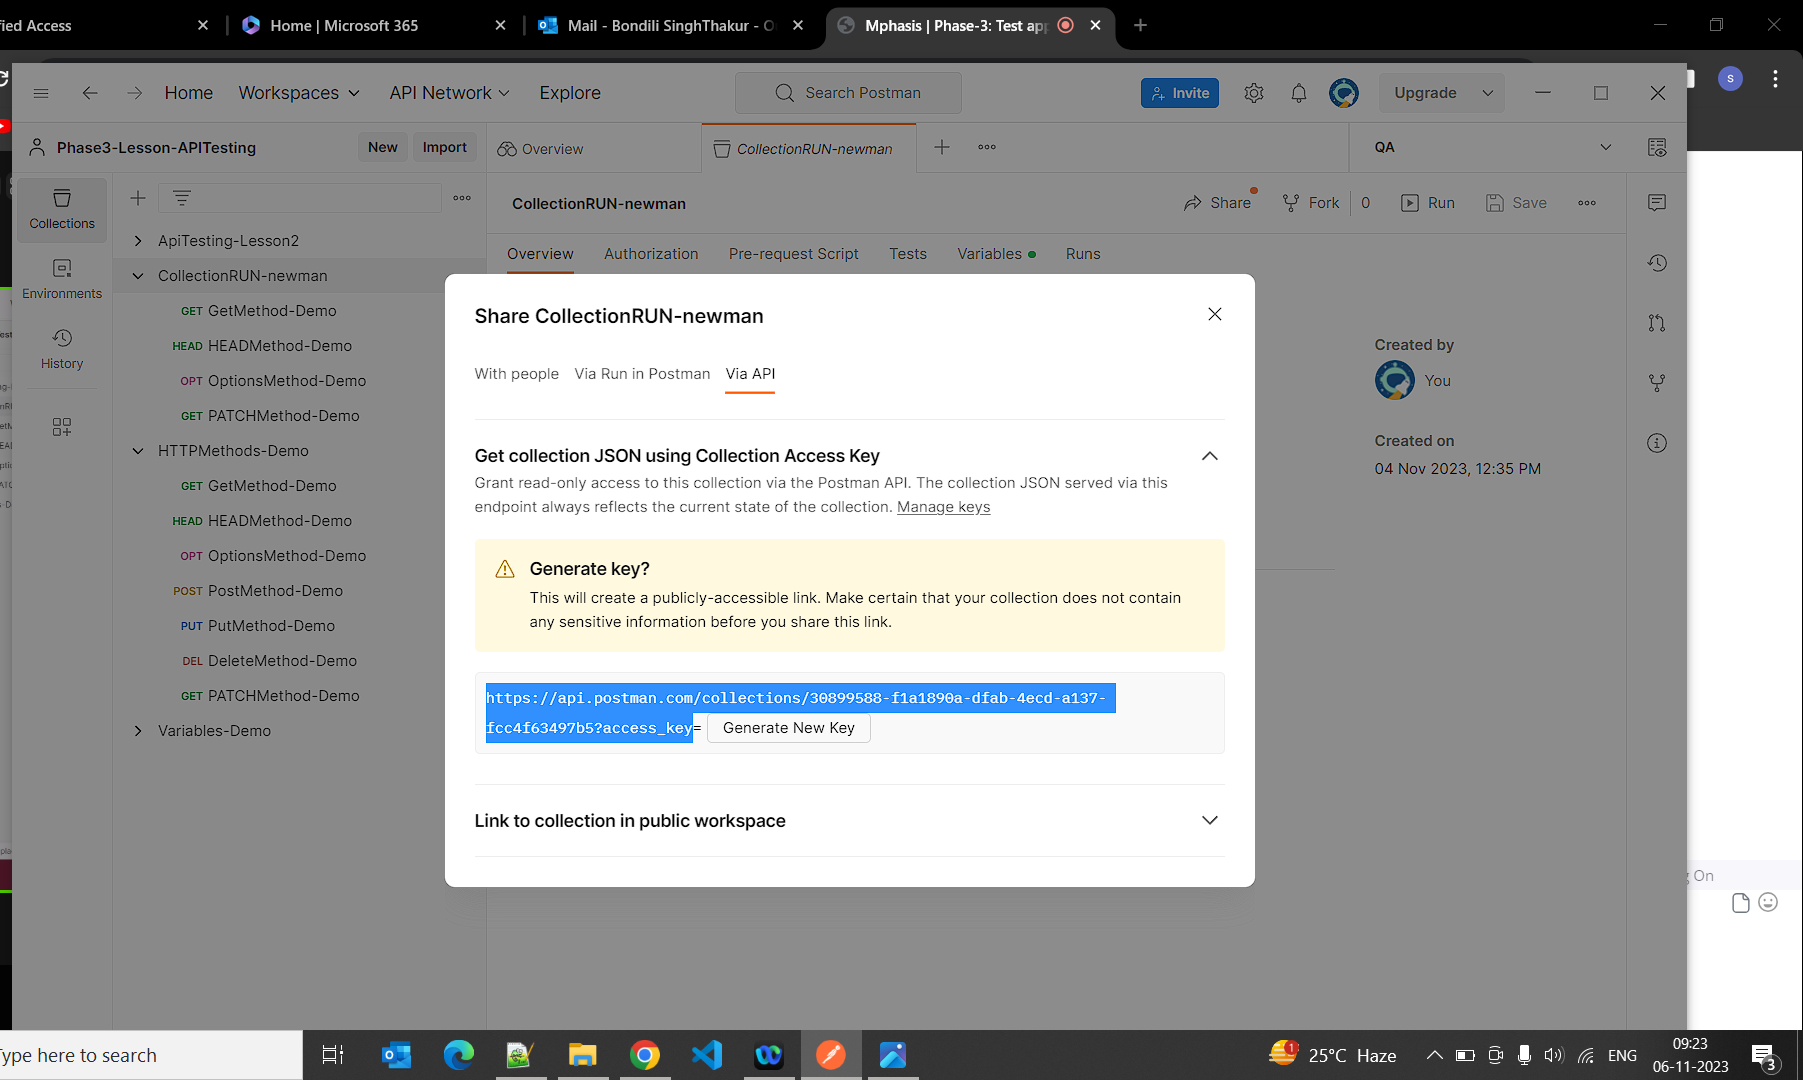 fied Access
Home | Microsoft 365
Mail - Bondili SinghThakur - O
Mphasis | Phase-3: Test app
Home
Workspaces
API Network
Explore
Search Postman
Invite
Upgrade
S
Phase3-Lesson-APITesting
New
Import
Overview
CollectionRUN-newman
QA
Collections
Environments
History
ApiTesting-Lesson2
CollectionRUN-newman
GET GetMethod-Demo
HEAD HEADMethod-Demo
OPT OptionsMethod-Demo
GET PATCHMethod-Demo
HTTPMethods-Demo
GET GetMethod-Demo
HEAD HEADMethod-Demo
OPT OptionsMethod-Demo
POST PostMethod-Demo
PUT PutMethod-Demo
DEL DeleteMethod-Demo
GET PATCHMethod-Demo
Variables-Demo
CollectionRUN-newman
Share
Fork
0
Run
Save
Overview
Authorization
Pre-request Script
Tests
Variables
Runs
Share CollectionRUN-newman
With people
Via Run in Postman
Via API
Get collection JSON using Collection Access Key
Grant read-only access to this collection via the Postman API. The collection JSON served via this
endpoint always reflects the current state of the collection. Manage keys
Generate key?
This will create a publicly-accessible link. Make certain that your collection does not contain
any sensitive information before you share this link.
https://api.postman.com/collections/30899588-f1a1890a-dfab-4ecd-a137-
fcc4f63497b5?access_key= Generate New Key
Link to collection in public workspace
Created by
You
Created on
04 Nov 2023, 12:35 PM
g On
Type here to search
1
25°C Haze
ENG
09:23
06-11-2023
3